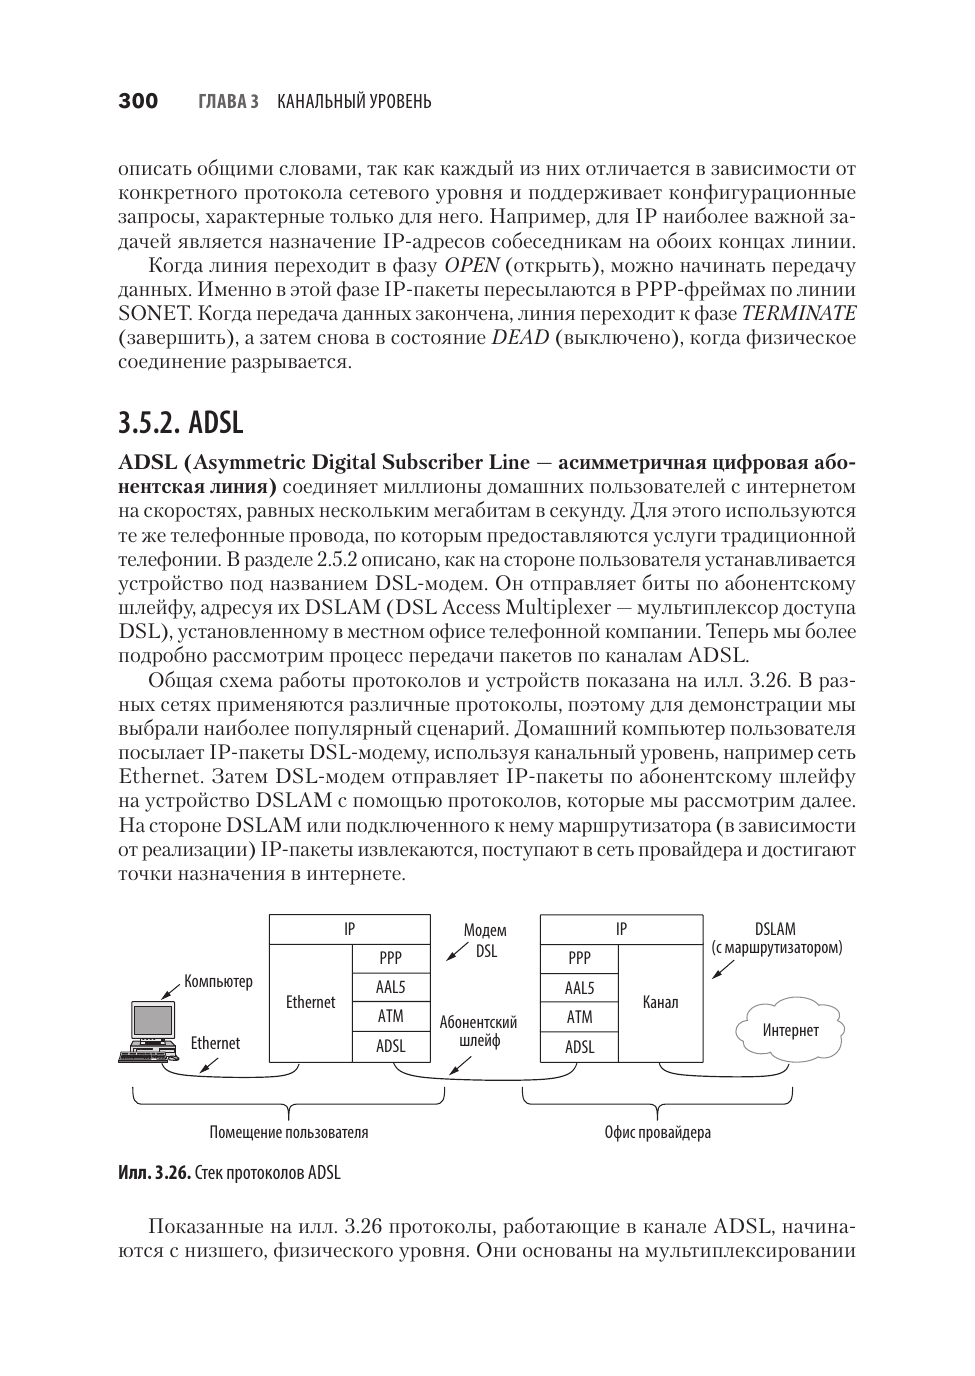 300 ГЛАВА 3 КАНАЛЬНЫЙ УРОВЕНЬ
описать общими словами, так как каждый из них отличается в зависимости от
конкретного протокола сетевого уровня и поддерживает конфигурационные
запросы, характерные только для него. Например, для IP наиболее важной за-
дачей является назначение IP-адресов собеседникам на обоих концах линии.
Когда линия переходит в фазу OPEN (открыть), можно начинать передачу
данных. Именно в этой фазе IP-пакеты пересылаются в PPP-фреймах по линии
SONET. Когда передача данных закончена, линия переходит к фазе TERMINATE
(завершить), а затем снова в состояние DEAD (выключено), когда физическое
соединение разрывается.
3.5.2. ADSL
ADSL (Asymmetric Digital Subscriber Line — асимметричная цифровая або-
нентская линия) соединяет миллионы домашних пользователей с интернетом
на скоростях, равных нескольким мегабитам в секунду. Для этого используются
те же телефонные провода, по которым предоставляются услуги традиционной
телефонии. В разделе 2.5.2 описано, как на стороне пользователя устанавливается
устройство под названием DSL-модем. Он отправляет биты по абонентскому
шлейфу, адресуя их DSLAM (DSL Access Multiplexer — мультиплексор доступа
DSL), установленному в местном офисе телефонной компании. Теперь мы более
подробно рассмотрим процесс передачи пакетов по каналам ADSL.
Общая схема работы протоколов и устройств показана на илл. 3.26. В раз-
ных сетях применяются различные протоколы, поэтому для демонстрации мы
выбрали наиболее популярный сценарий. Домашний компьютер пользователя
посылает IP-пакеты DSL-модему, используя канальный уровень, например сеть
Ethernet. Затем DSL-модем отправляет IP-пакеты по абонентскому шлейфу
на устройство DSLAM с помощью протоколов, которые мы рассмотрим далее.
На стороне DSLAM или подключенного к нему маршрутизатора (в зависимости
от реализации) IP-пакеты извлекаются, поступают в сеть провайдера и достигают
точки назначения в интернете.
Компьютер
Ethernet
IP
Ethernet
PPP
AAL5
ATM
ADSL
Модем
DSL
Абонентский
шлейф
IP
PPP
AAL5
ATM
ADSL
Канал
DSLAM
(с маршрутизатором)
Интернет
Помещение пользователя
Офис провайдера
Илл. 3.26. Стек протоколов ADSL
Показанные на илл. 3.26 протоколы, работающие в канале ADSL, начина-
ются с низшего, физического уровня. Они основаны на мультиплексировании